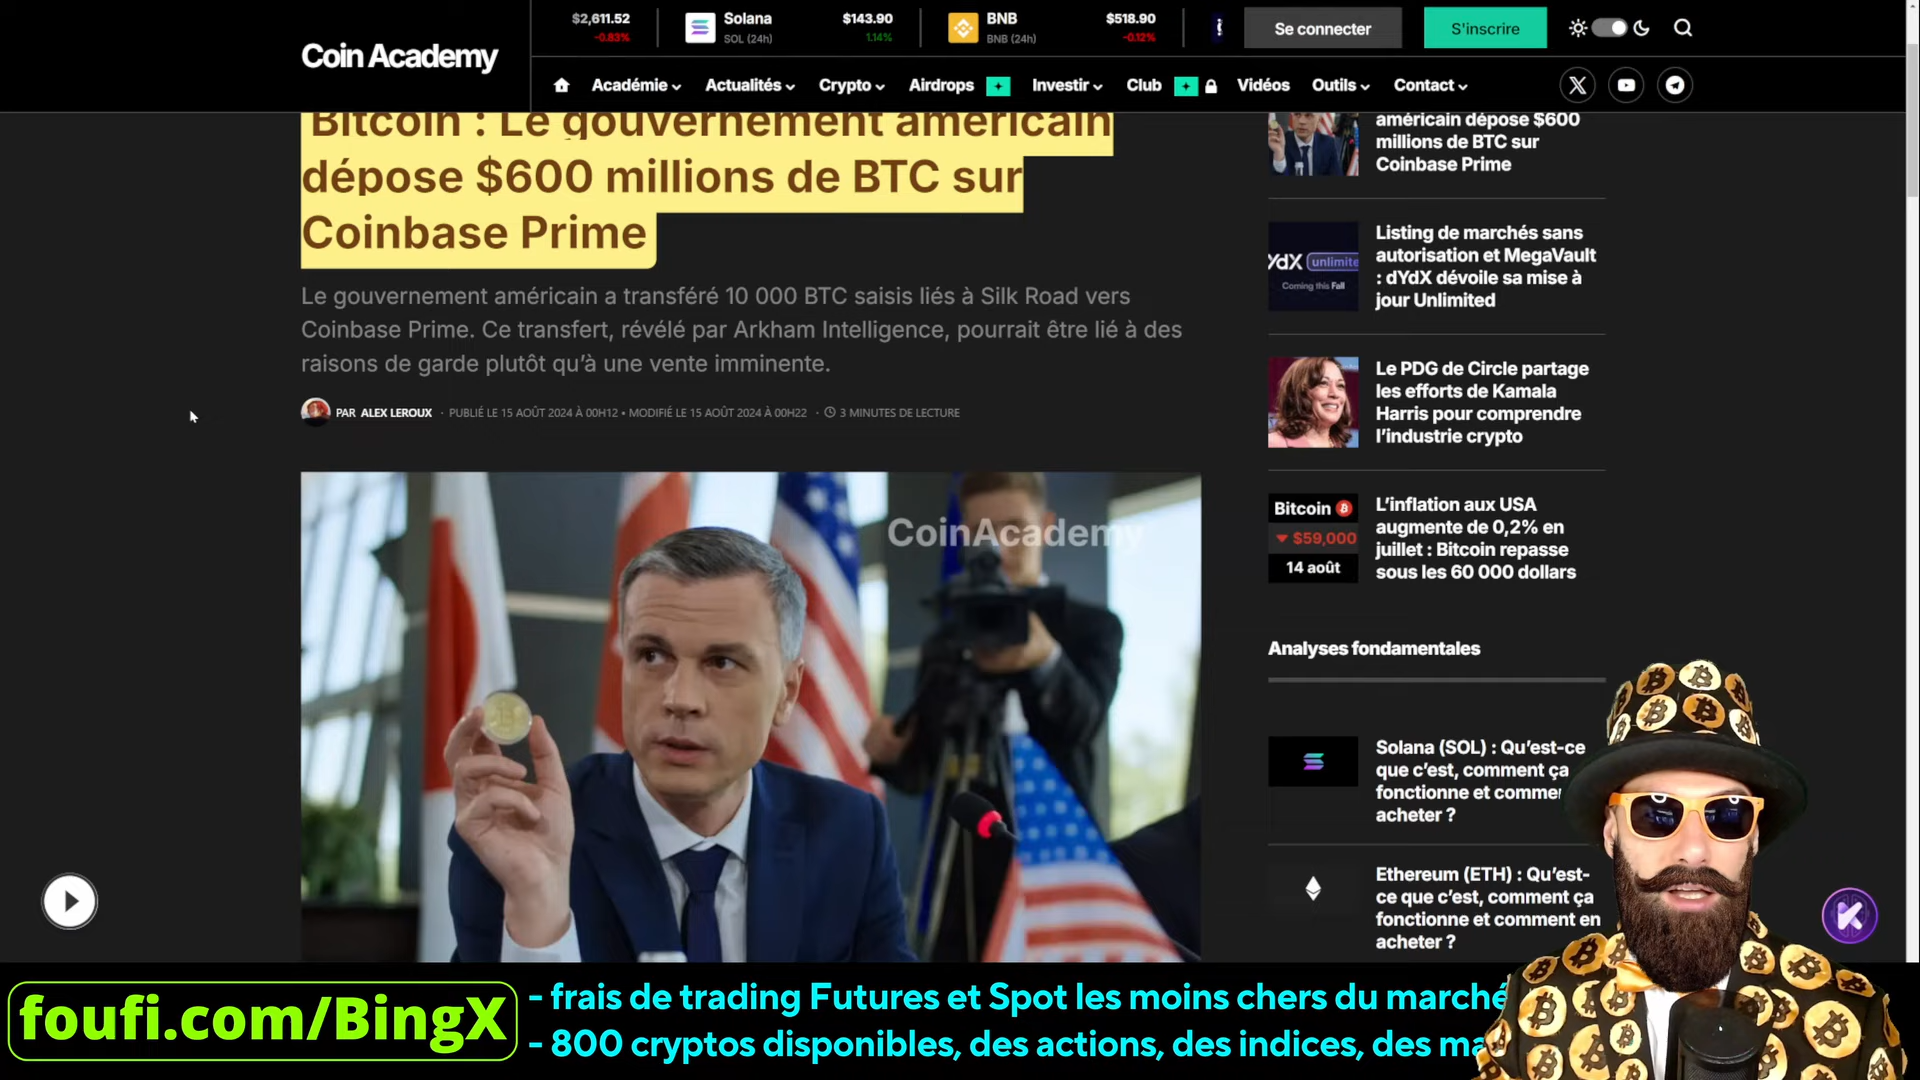 $2,611.52
-0.83%
Solana
SOL (24h)
$143.90
1.14%
BNB
BNB (24h)
$518.90
-0.12%
Se connecter
S'inscrire
Coin Academy
Académie
Actualités
Crypto
Airdrops
Investir
Club
Vidéos
Outils
Contact
Bitcoin : Le gouvernement américain
dépose $600 millions de BTC sur
Coinbase Prime
Le gouvernement américain a transféré 10 000 BTC saisis liés à Silk Road vers
Coinbase Prime. Ce transfert, révélé par Arkham Intelligence, pourrait être lié à des
raisons de garde plutôt qu'à une vente imminente.
PAR ALEX LEROUX · PUBLIÉ LE 15 AOÛT 2024 À 00H12 • MODIFIÉ LE 15 AOÛT 2024 À 00H22 · 3 MINUTES DE LECTURE
CoinAcademy
américain dépose $600
millions de BTC sur
Coinbase Prime
YdX unlimite
Coming this Fall
Listing de marchés sans
autorisation et MegaVault
: dYdX dévoile sa mise à
jour Unlimited
Le PDG de Circle partage
les efforts de Kamala
Harris pour comprendre
l'industrie crypto
Bitcoin
$59,000
14 août
L'inflation aux USA
augmente de 0,2% en
juillet : Bitcoin repasse
sous les 60 000 dollars
Analyses fondamentales
Solana (SOL) : Qu'est-ce
que c'est, comment ça
fonctionne et comme
acheter ?
Ethereum (ETH) : Qu'est-
ce que c'est, comment ça
fonctionne et comment en
acheter ?
foufi.com/BingX
- frais de trading Futures et Spot les moins chers du marché
- 800 cryptos disponibles, des actions, des indices, des ma